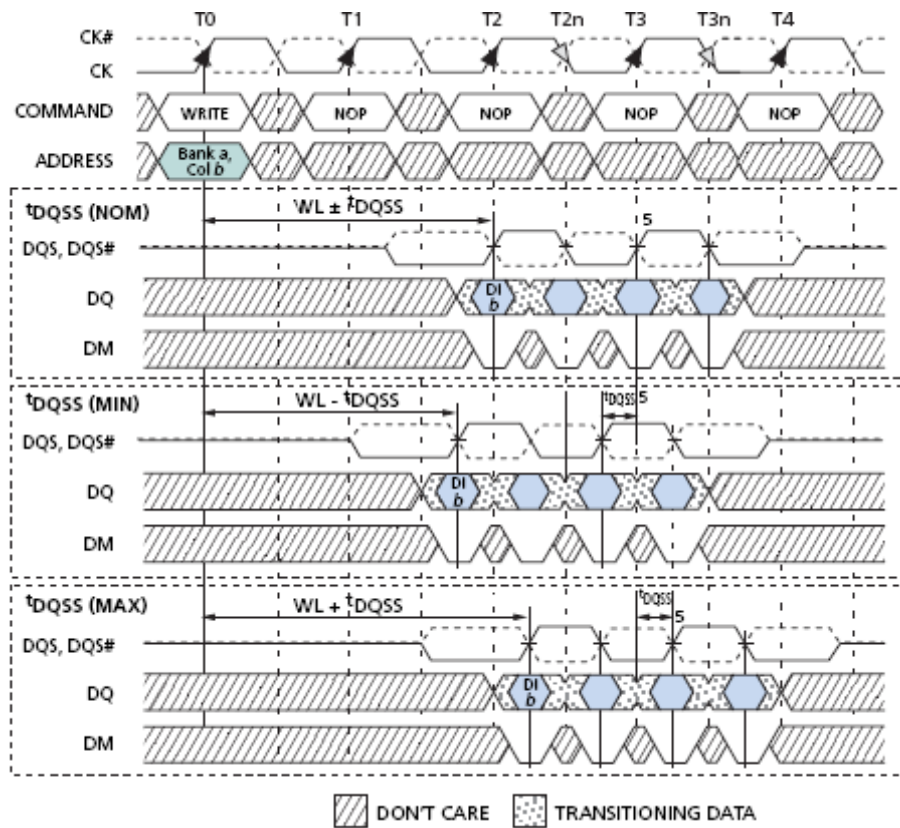 T0 T1 T2 T2n T3 T3n T4
CK#
CK
COMMAND WRITE NOP NOP NOP NOP
ADDRESS Bank a,
Col b
tDQSS (NOM) WL ± tDQSS 5
DQS, DQS#
DQ DI
b
DM
tDQSS (MIN) WL - tDQSS tDQSS 5
DQS, DQS#
DQ DI
b
DM
tDQSS (MAX) WL + tDQSS tDQSS 5
DQS, DQS#
DQ DI
b
DM
DON'T CARE TRANSITIONING DATA